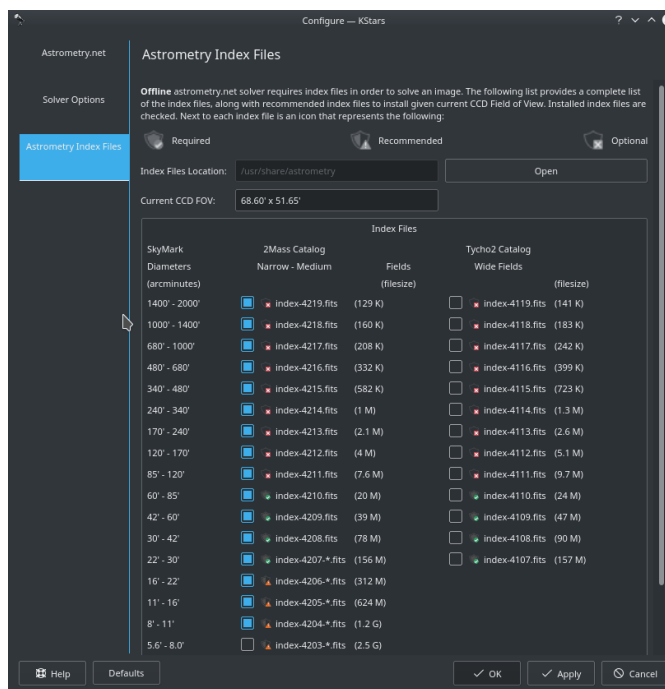 Configure — KStars
?
Astrometry.net
Solver Options
Astrometry Index Files
Astrometry Index Files
Offline astrometry.net solver requires index files in order to solve an image. The following list provides a complete list
of the index files, along with recommended index files to install given current CCD Field of View. Installed index files are
checked. Next to each index file is an icon that represents the following:
Required Recommended Optional
Index Files Location: /usr/share/astrometry Open
Current CCD FOV: 68.60' x 51.65'
Index Files
SkyMark 2Mass Catalog Tycho2 Catalog
Diameters Narrow - Medium Fields Wide Fields
(arcminutes) (filesize) (filesize)
1400' - 2000' index-4219.fits (129 K) index-4119.fits (141 K)
1000' - 1400' index-4218.fits (160 K) index-4118.fits (183 K)
680' - 1000' index-4217.fits (208 K) index-4117.fits (242 K)
480' - 680' index-4216.fits (332 K) index-4116.fits (399 K)
340' - 480' index-4215.fits (582 K) index-4115.fits (723 K)
240' - 340' index-4214.fits (1 M) index-4114.fits (1.3 M)
170' - 240' index-4213.fits (2.1 M) index-4113.fits (2.6 M)
120' - 170' index-4212.fits (4 M) index-4112.fits (5.1 M)
85' - 120' index-4211.fits (7.6 M) index-4111.fits (9.7 M)
60' - 85' index-4210.fits (20 M) index-4110.fits (24 M)
42' - 60' index-4209.fits (39 M) index-4109.fits (47 M)
30' - 42' index-4208.fits (78 M) index-4108.fits (90 M)
22' - 30' index-4207-*.fits (156 M) index-4107.fits (157 M)
16' - 22' index-4206-*.fits (312 M)
11' - 16' index-4205-*.fits (624 M)
8' - 11' index-4204-*.fits (1.2 G)
5.6' - 8.0' index-4203-*.fits (2.5 G)
Help Defaults OK Apply Cancel